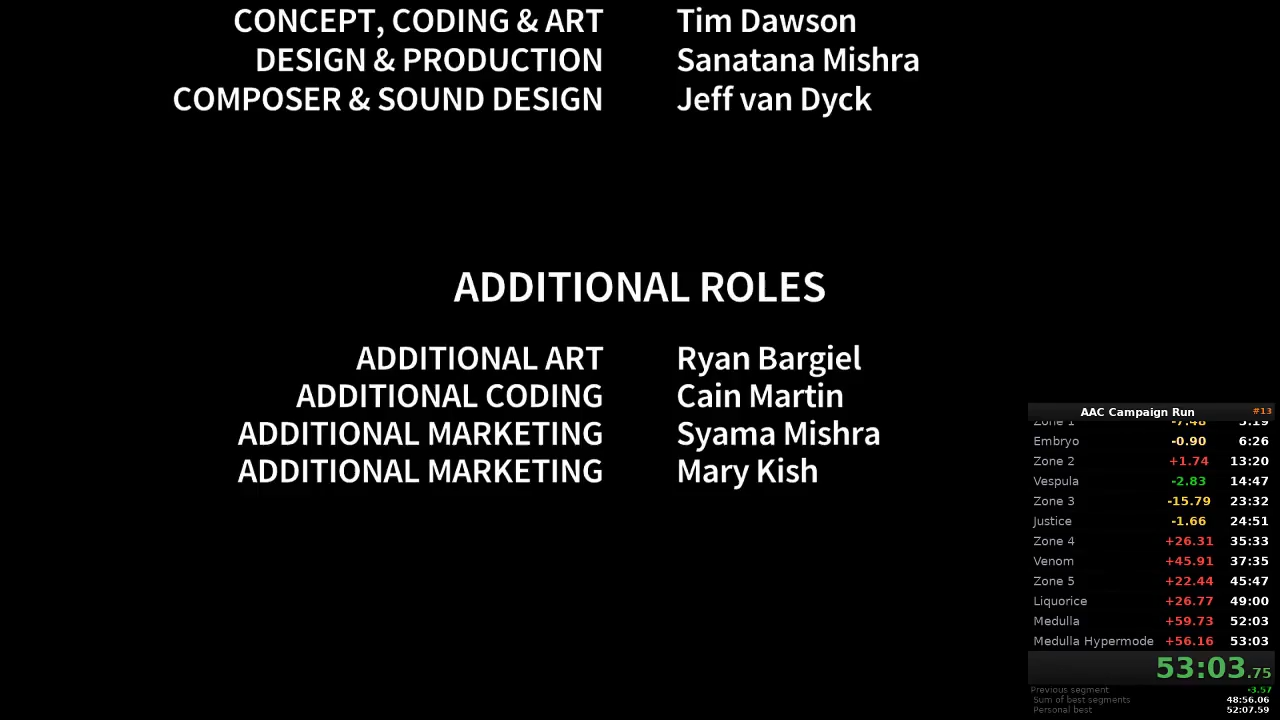 CONCEPT, CODING & ART Tim Dawson
DESIGN & PRODUCTION Sanatana Mishra
COMPOSER & SOUND DESIGN Jeff van Dyck
ADDITIONAL ROLES
ADDITIONAL ART Ryan Bargiel
ADDITIONAL CODING Cain Martin
ADDITIONAL MARKETING Syama Mishra
ADDITIONAL MARKETING Mary Kish
AAC Campaign Run #13
Zone 1 -7.48 5:19
Embryo -0.90 6:26
Zone 2 +1.74 13:20
Vespula -2.83 14:47
Zone 3 -15.79 23:32
Justice -1.66 24:51
Zone 4 +26.31 35:33
Venom +45.91 37:35
Zone 5 +22.44 45:47
Liquorice +26.77 49:00
Medulla +59.73 52:03
Medulla Hypermode +56.16 53:03
53:03.75
Previous segment -3.57
Sum of best segments 48:56.06
Personal best 52:07.59